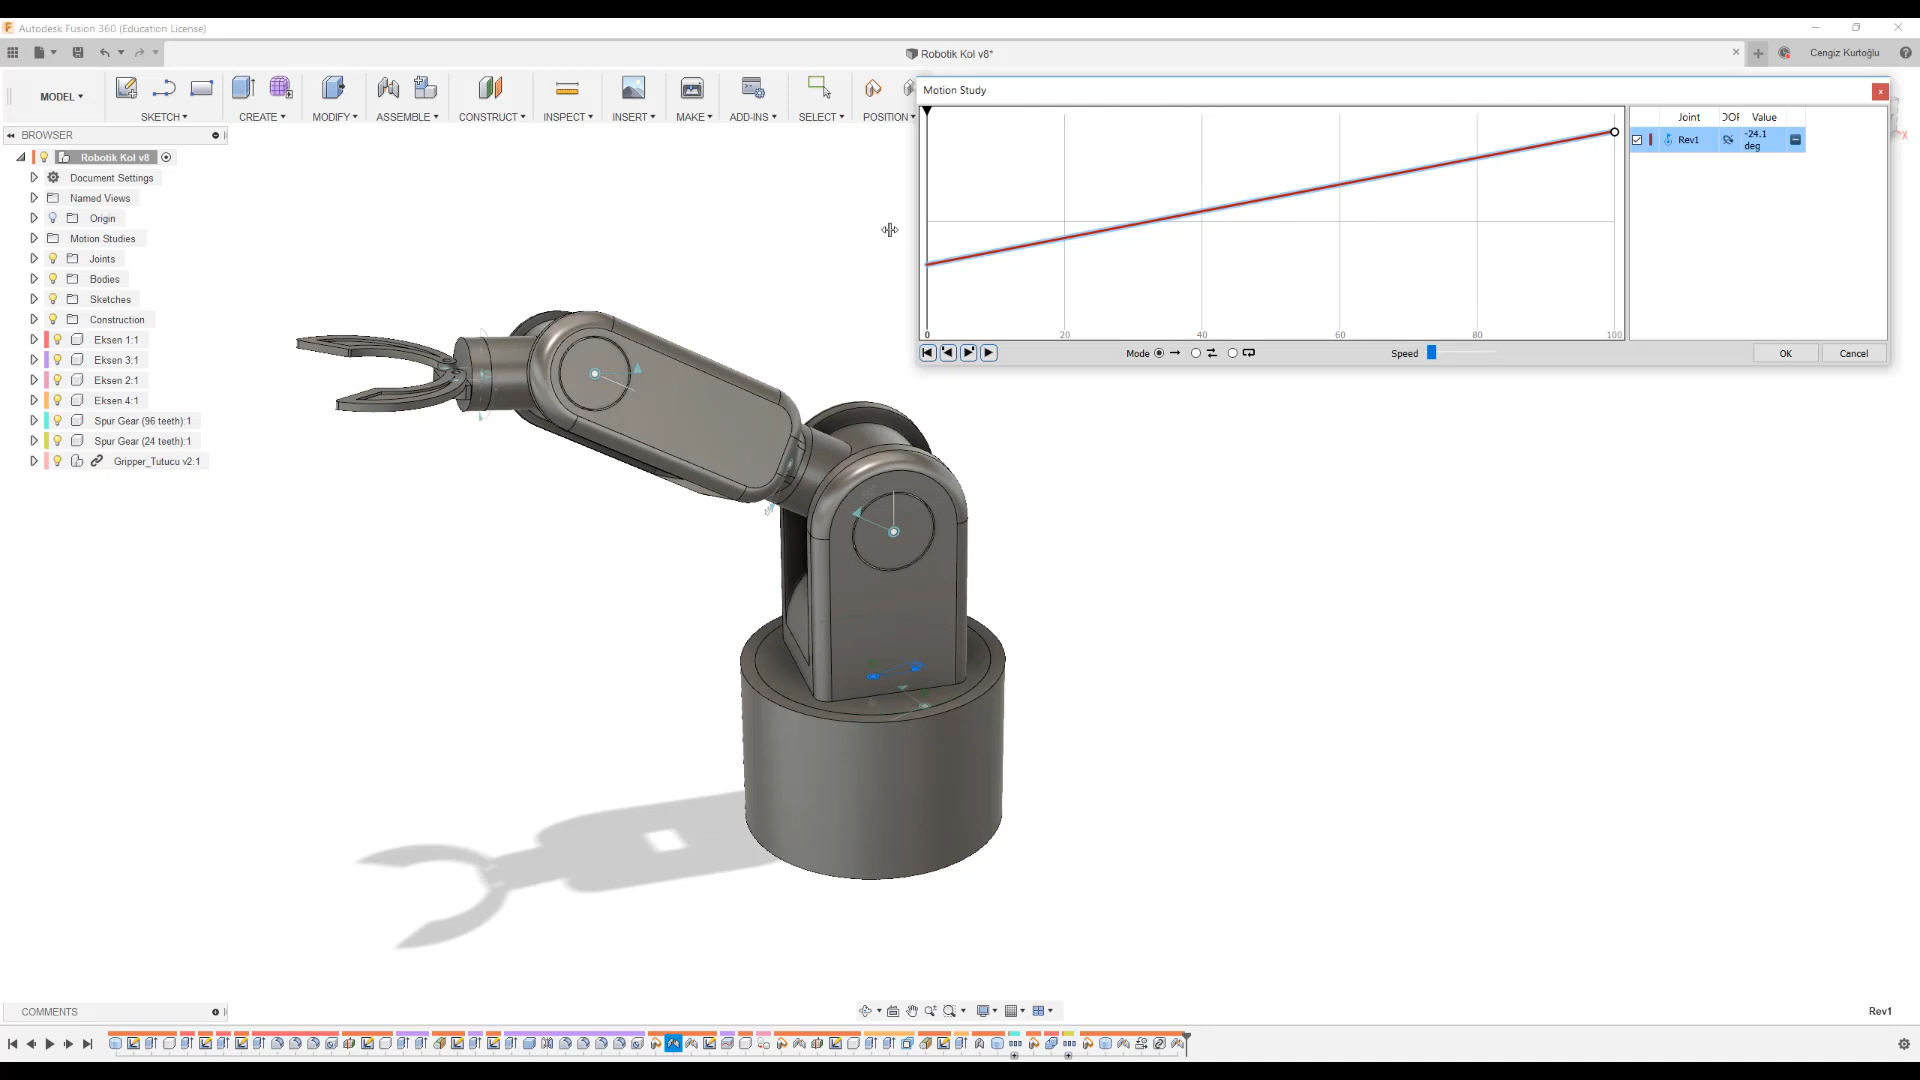 Autodesk Fusion 360 (Education License)
Robotik Kol v8*
Cengiz Kurtoğlu
MODEL
SKETCH
CREATE
MODIFY
ASSEMBLE
CONSTRUCT
INSPECT
INSERT
MAKE
ADD-INS
SELECT
POSITION
Motion Study
Joint DOF Value
Rev1 -24.1 deg
0 20 40 60 80 100
Mode
Speed
OK Cancel
BROWSER
Robotik Kol v8
Document Settings
Named Views
Origin
Motion Studies
Joints
Bodies
Sketches
Construction
Eksen 1:1
Eksen 3:1
Eksen 2:1
Eksen 4:1
Spur Gear (96 teeth):1
Spur Gear (24 teeth):1
Gripper_Tutucu v2:1
COMMENTS
Rev1